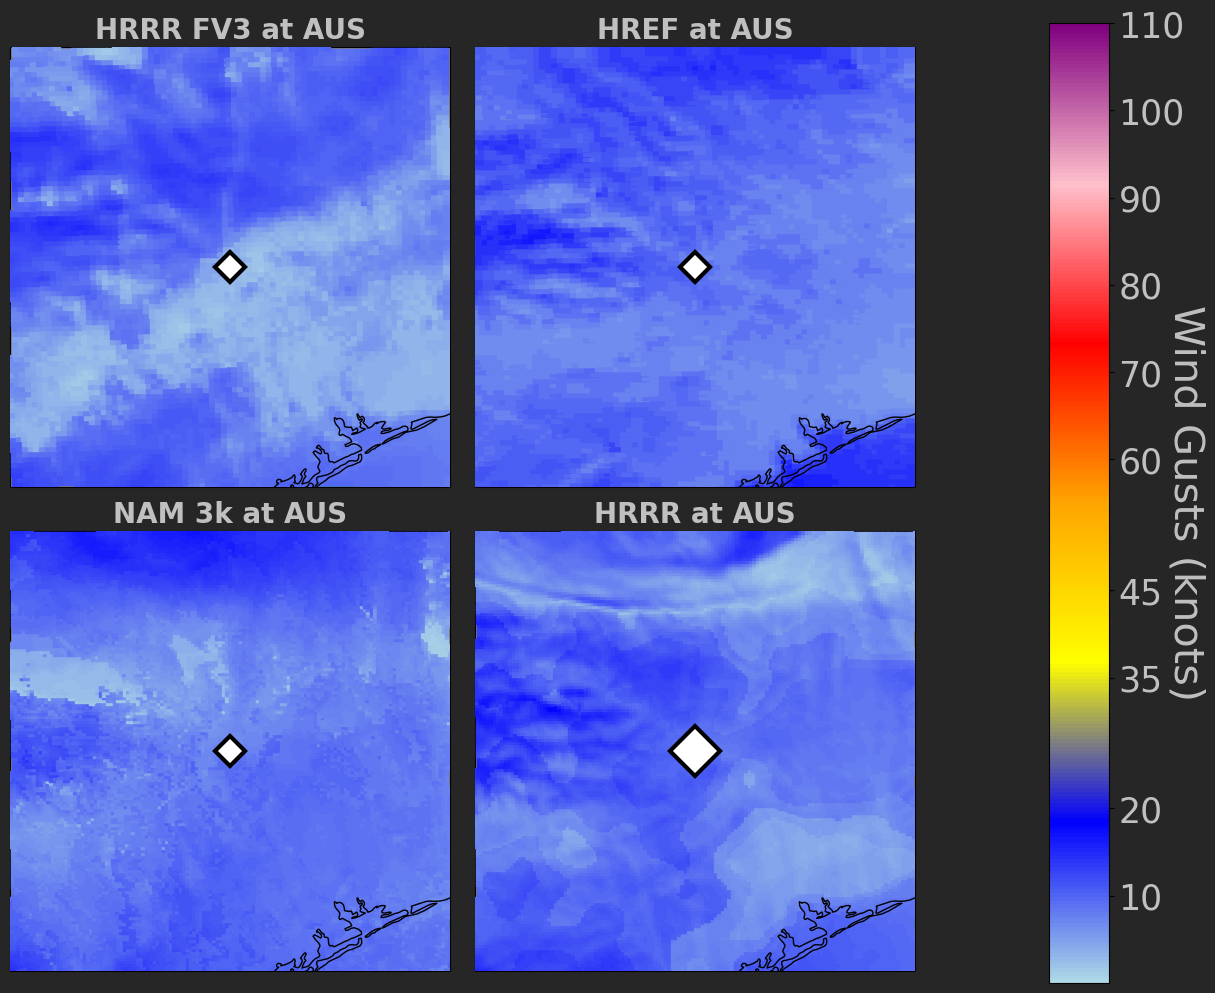 HRRR FV3 at AUS
HREF at AUS
NAM 3k at AUS
HRRR at AUS
110
100
90
80
70
60
45
35
20
10
Wind Gusts (knots)